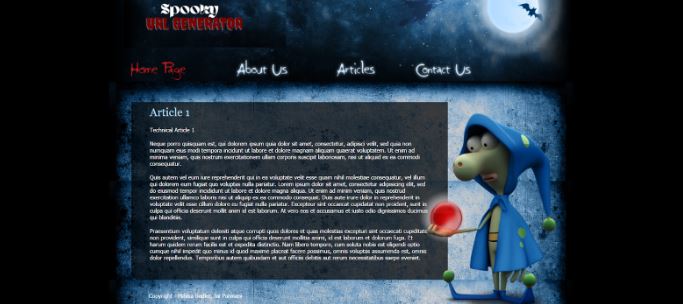 Spooky
URL GENERATOR
Home Page
About Us
Articles
Contact Us
Article 1
Technical Article 1
Neque porro quisquam est, qui dolorem ipsum quia dolor sit amet, consectetur, adipisci velit, sed quia non
numquam eius modi tempora incidunt ut labore et dolore magnam aliquam quaerat voluptatem. Ut enim ad
minima veniam, quis nostrum exercitationem ullam corporis suscipit laboriosam, nisi ut aliquid ex ea commodi
consequatur.
Quis autem vel eum iure reprehenderit qui in ea voluptate velit esse quam nihil molestiae consequatur, vel illum
qui dolorem eum fugiat quo voluptas nulla pariatur. Lorem ipsum dolor sit amet, consectetur adipiscing elit, sed
do eiusmod tempor incididunt ut labore et dolore magna aliqua. Ut enim ad minim veniam, quis nostrud
exercitation ullamco laboris nisi ut aliquip ex ea commodo consequat. Duis aute irure dolor in reprehenderit in
voluptate velit esse cillum dolore eu fugiat nulla pariatur. Excepteur sint occaecat cupidatat non proident, sunt in
culpa qui officia deserunt mollit anim id est laborum. At vero eos et accusamus et iusto odio dignissimos ducimus
qui blanditiis.
Praesentium voluptatum deleniti atque corrupti quos dolores et quas molestias excepturi sint occaecati cupiditate
non provident, similique sunt in culpa qui officia deserunt mollitia animi, id est laborum et dolorum fuga. Et
harum quidem rerum facilis est et expedita distinctio. Nam libero tempore, cum soluta nobis est eligendi optio
cumque nihil impedit quo minus id quod maxime placeat facere possimus, omnis voluptas assumenda est, omnis
dolor repellendus. Temporibus autem quibusdam et aut officiis debitis aut rerum necessitatibus saepe eveniet.
Copyright -